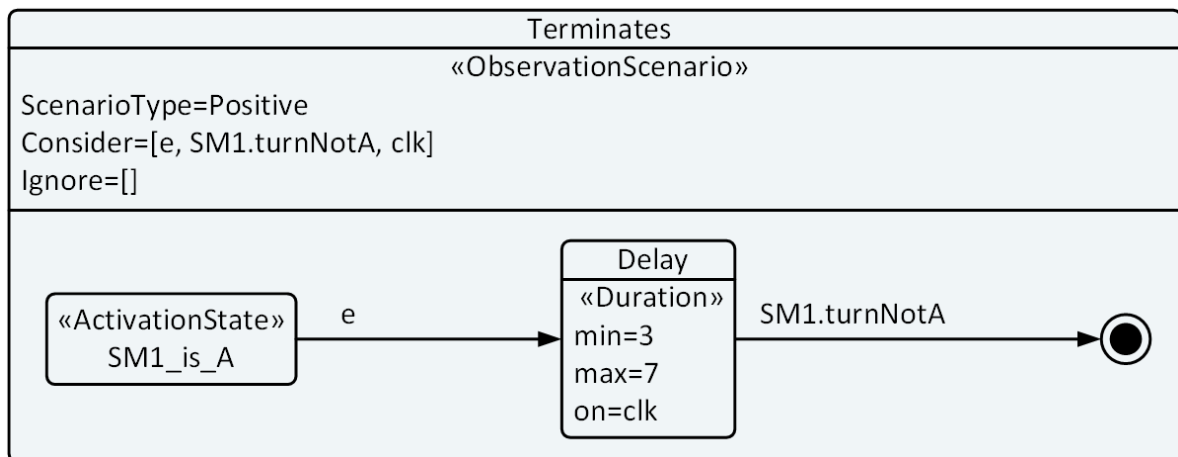 Terminates
«ObservationScenario»
ScenarioType=Positive
Consider=[e, SM1.turnNotA, clk]
Ignore=[]
«ActivationState»
SM1_is_A
e
Delay
«Duration»
min=3
max=7
on=clk
SM1.turnNotA